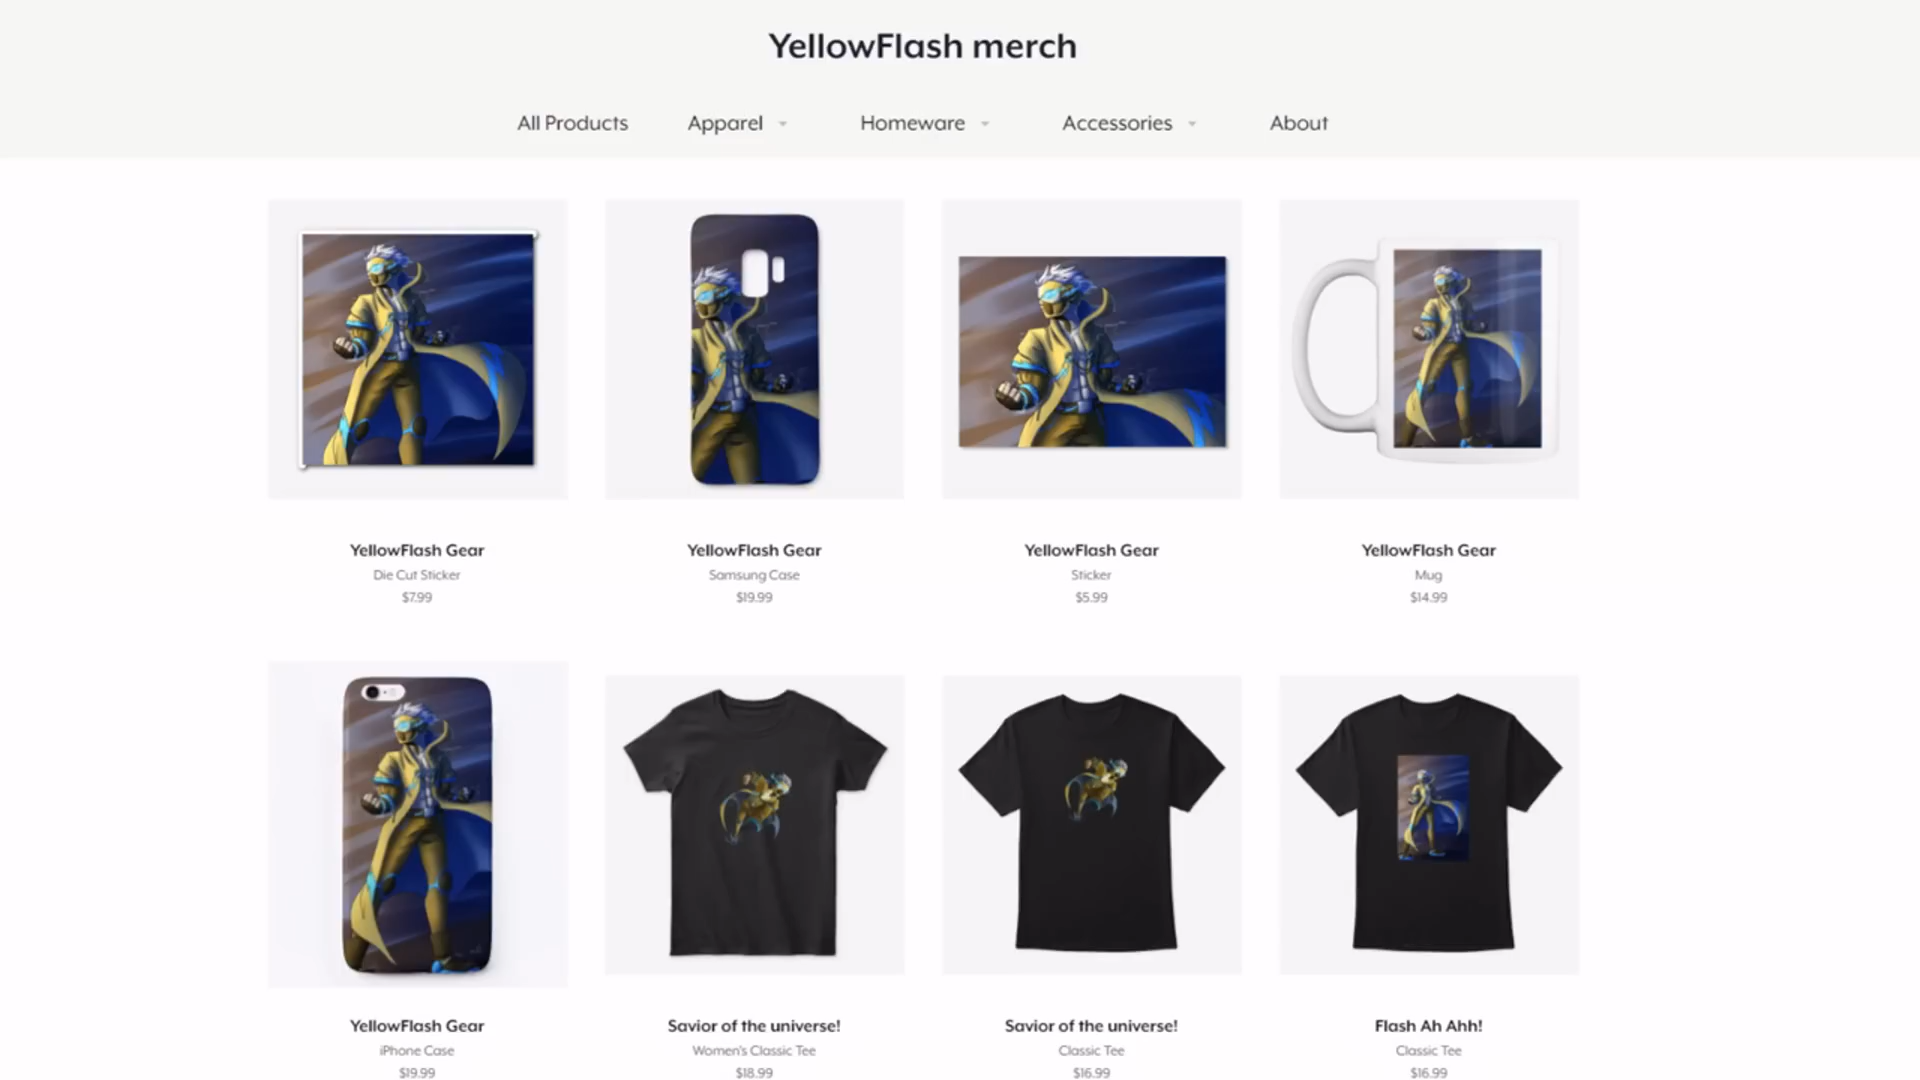 YellowFlash merch
All Products Apparel Homeware Accessories About
YellowFlash Gear
Die Cut Sticker
$7.99
YellowFlash Gear
Samsung Case
$19.99
YellowFlash Gear
Sticker
$5.99
YellowFlash Gear
Mug
$14.99
YellowFlash Gear
iPhone Case
$19.99
Savior of the universe!
Women's Classic Tee
$18.99
Savior of the universe!
Classic Tee
$16.99
Flash Ah Ahh!
Classic Tee
$16.99